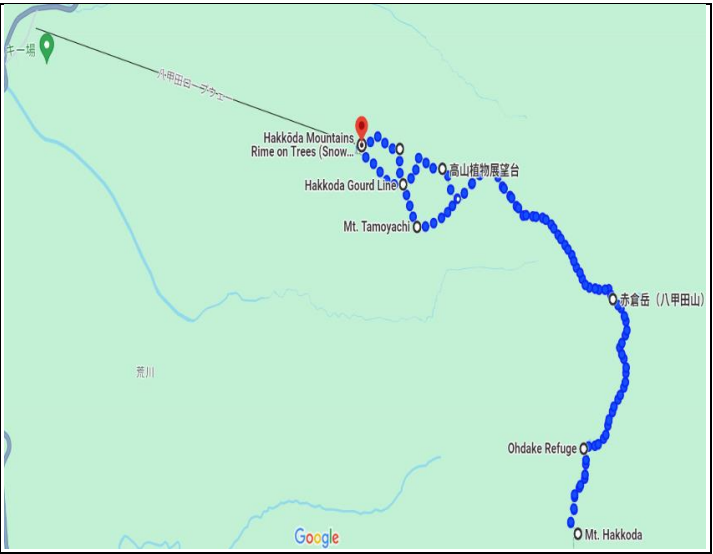 キー場
八甲田ロープウェー
Hakkōda Mountains
Rime on Trees (Snow...
高山植物展望台
Hakkoda Gourd Line
Mt. Tamoyachi
赤倉岳（八甲田山）
荒川
Ohdake Refuge
Google
Mt. Hakkoda